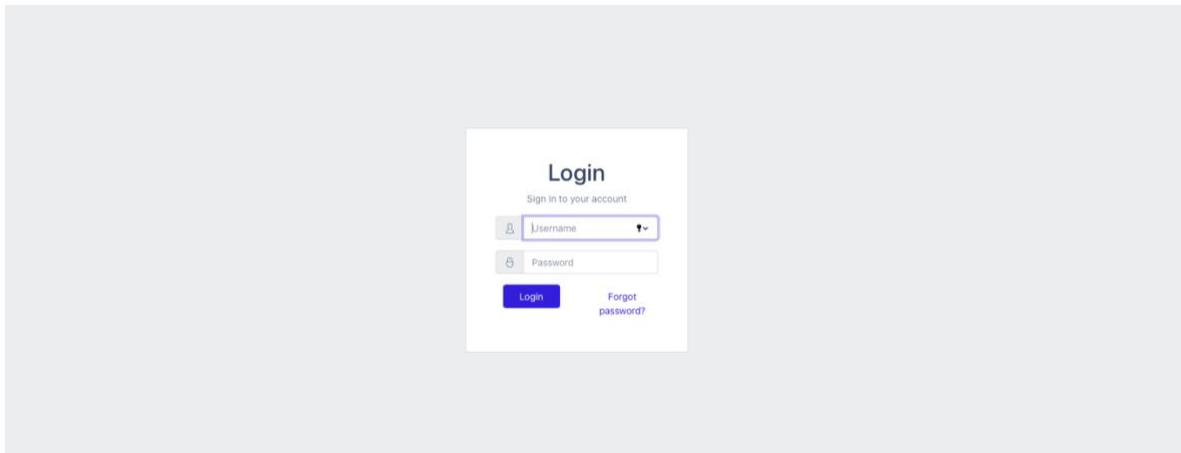 Login
Sign in to your account
Username
Password
Login
Forgot
password?